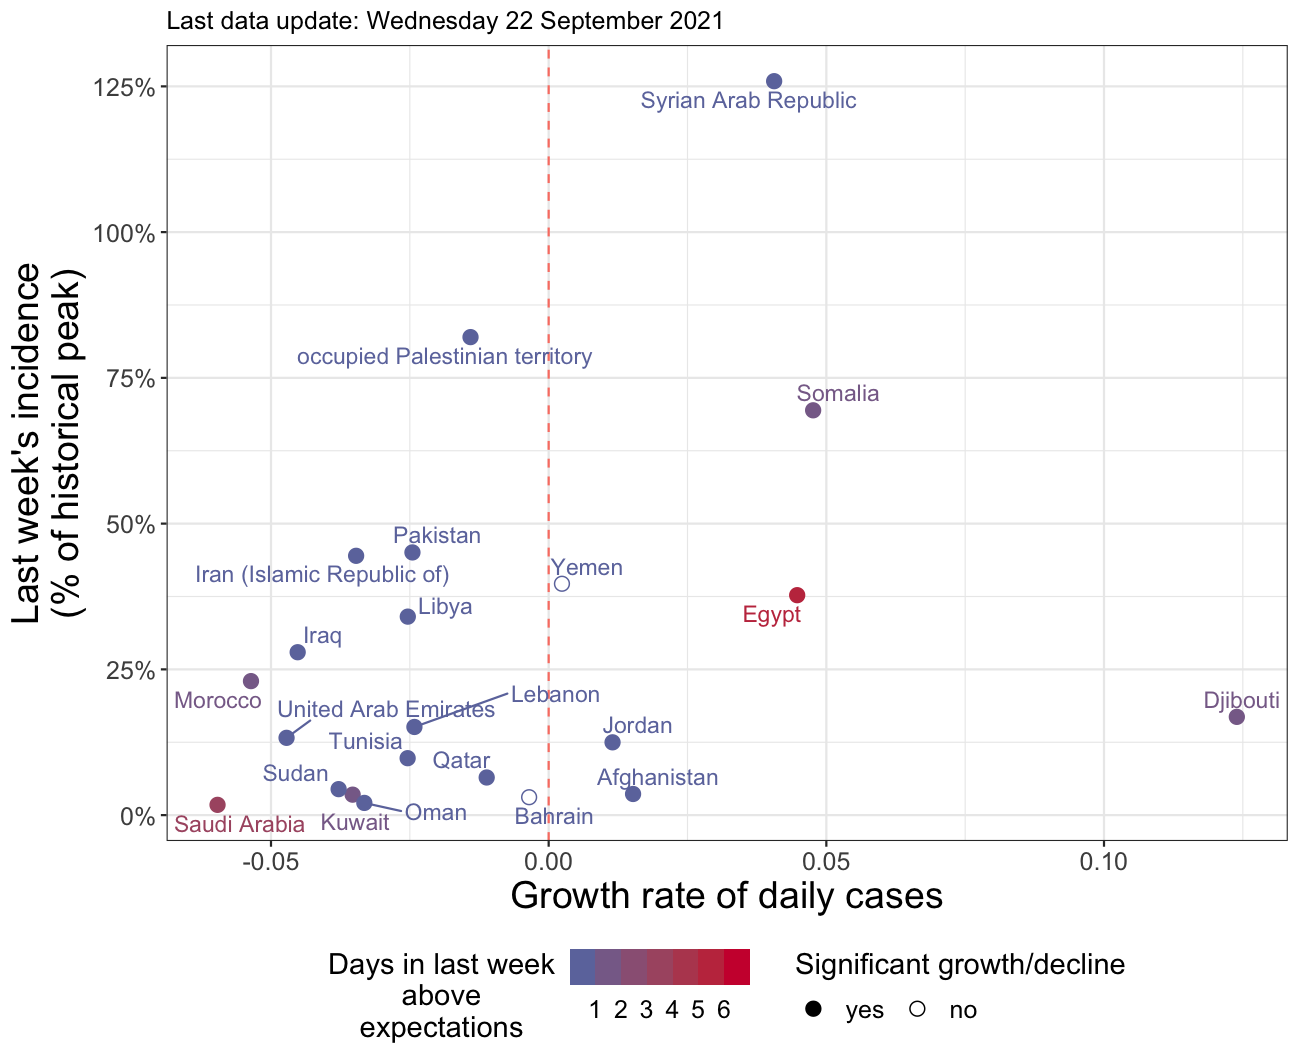 Last data update: Wednesday 22 September 2021
Last week's incidence
(% of historical peak)
125%
100%
75%
50%
25%
0%
Syrian Arab Republic
occupied Palestinian territory
Somalia
Pakistan
Iran (Islamic Republic of)
Yemen
Egypt
Libya
Iraq
Morocco
Lebanon
United Arab Emirates
Djibouti
Jordan
Tunisia
Qatar
Sudan
Afghanistan
Oman
Bahrain
Saudi Arabia
Kuwait
-0.05
0.00
0.05
0.10
Growth rate of daily cases
Days in last week
above
expectations
1 2 3 4 5 6
Significant growth/decline
yes
no